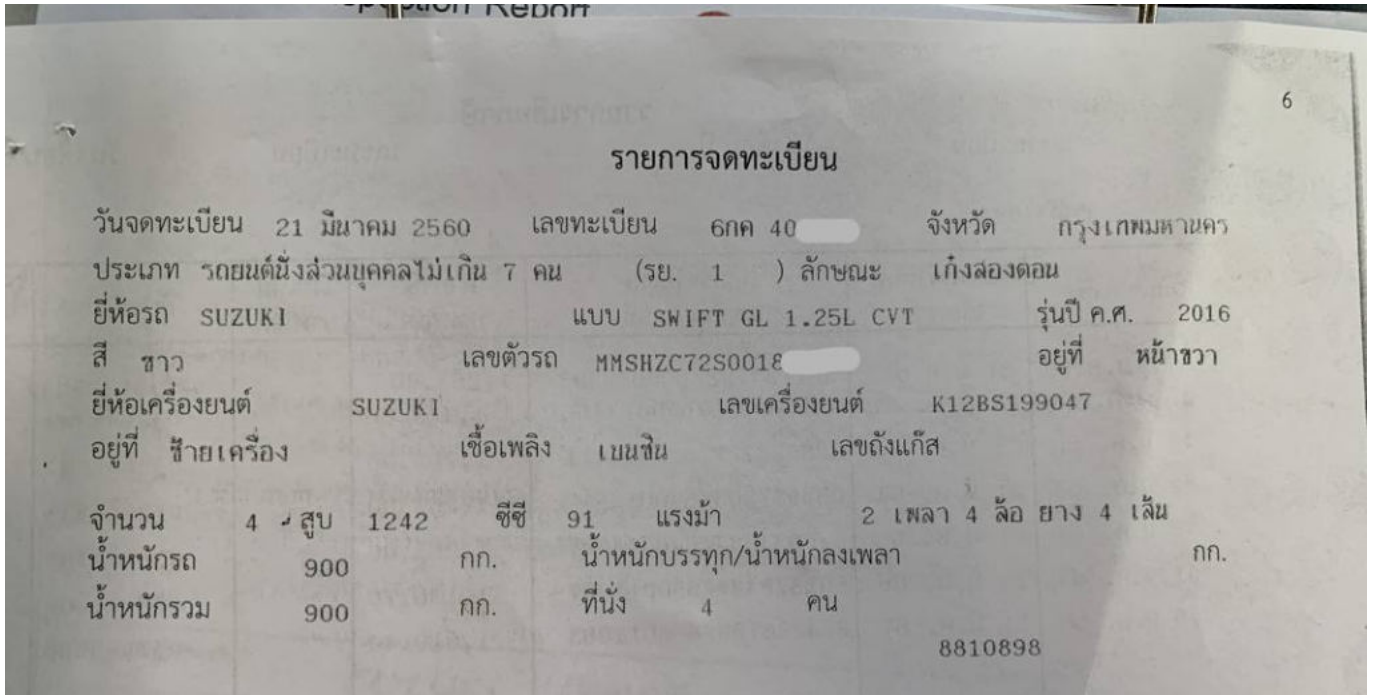 Report
6
รายการจดทะเบียน
วันจดทะเบียน 21 มีนาคม 2560 เลขทะเบียน 6กค 40 จังหวัด กรุงเทพมหานคร
ประเภท รถยนต์นั่งส่วนบุคคลไม่เกิน 7 คน (รย. 1 ) ลักษณะ เก๋งสองตอน
ยี่ห้อรถ SUZUKI แบบ SWIFT GL 1.25L CVT รุ่นปี ค.ศ. 2016
สี ขาว เลขตัวรถ MMSHZC72S0018 อยู่ที่ หน้าขวา
ยี่ห้อเครื่องยนต์ SUZUKI เลขเครื่องยนต์ K12BS199047
อยู่ที่ ซ้ายเครื่อง เชื้อเพลิง เบนซิน เลขถังแก๊ส
จำนวน 4 สูบ 1242 ซีซี 91 แรงม้า 2 เพลา 4 ล้อ ยาง 4 เส้น
น้ำหนักรถ 900 กก. น้ำหนักบรรทุก/น้ำหนักลงเพลา กก.
น้ำหนักรวม 900 กก. ที่นั่ง 4 คน
8810898